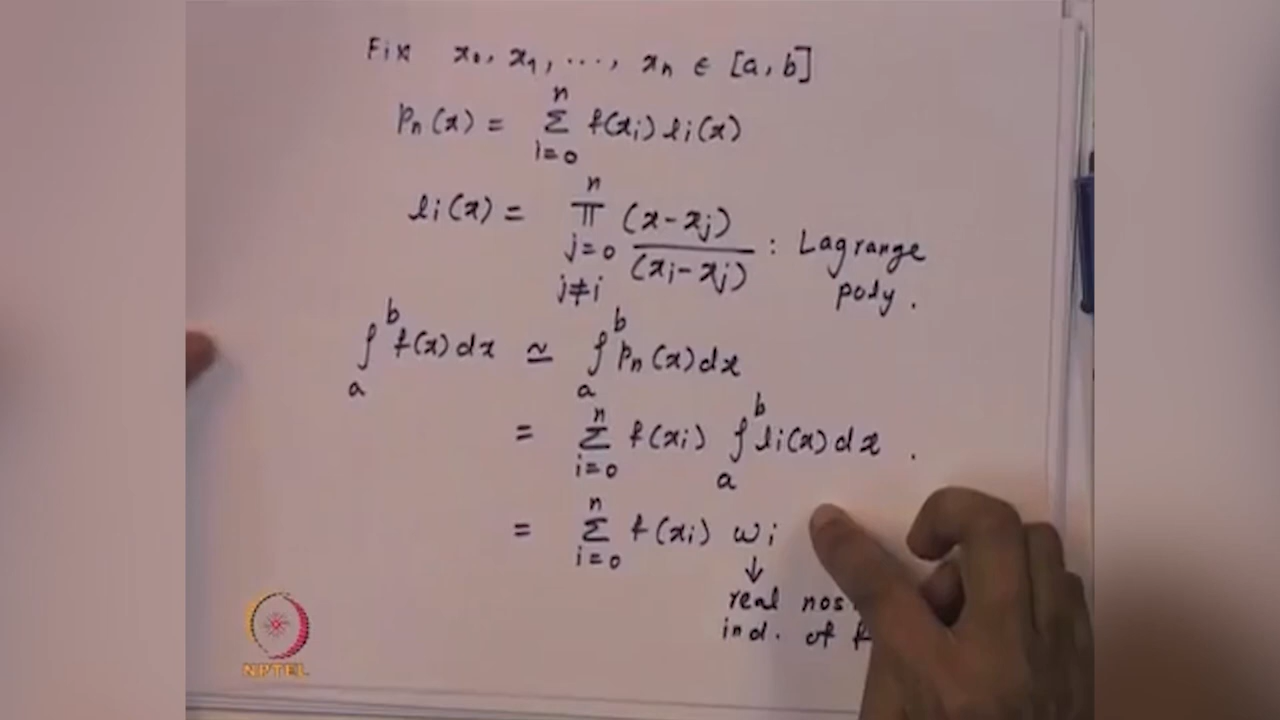 Fix x₀, x₁, ..., xₙ ∈ [a, b]
pₙ(x) = Σ_{i=0}^{n} f(xᵢ) lᵢ(x)
lᵢ(x) = Π_{j=0, j≠i}^{n} (x-xⱼ)/(xᵢ-xⱼ) : Lagrange
poly.
∫_a^b f(x)dx ≃ ∫_a^b pₙ(x)dx
= Σ_{i=0}^{n} f(xᵢ) ∫_a^b lᵢ(x)dx .
= Σ_{i=0}^{n} f(xᵢ) ωᵢ
↓
real nos
ind. of f
NPTEL